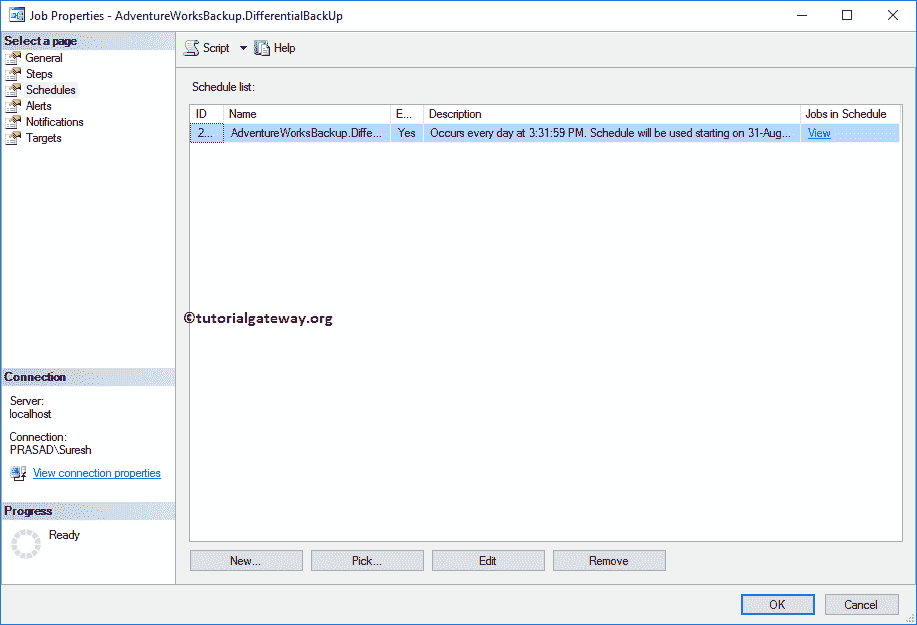 Job Properties - AdventureWorksBackup.DifferentialBackUp
Select a page
General
Steps
Schedules
Alerts
Notifications
Targets
Script Help
Schedule list:
ID Name E... Description Jobs in Schedule
2... AdventureWorksBackup.Diffe... Yes Occurs every day at 3:31:59 PM. Schedule will be used starting on 31-Aug... View
©tutorialgateway.org
Connection
Server:
localhost
Connection:
PRASAD\Suresh
View connection properties
Progress
Ready
New... Pick... Edit Remove
OK Cancel